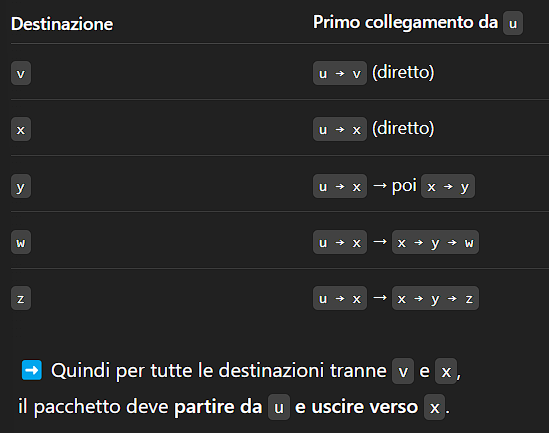 Destinazione Primo collegamento da u
v u → v (diretto)
x u → x (diretto)
y u → x → poi x → y
w u → x → x → y → w
z u → x → x → y → z
➡️ Quindi per tutte le destinazioni tranne v e x,
il pacchetto deve partire da u e uscire verso x.